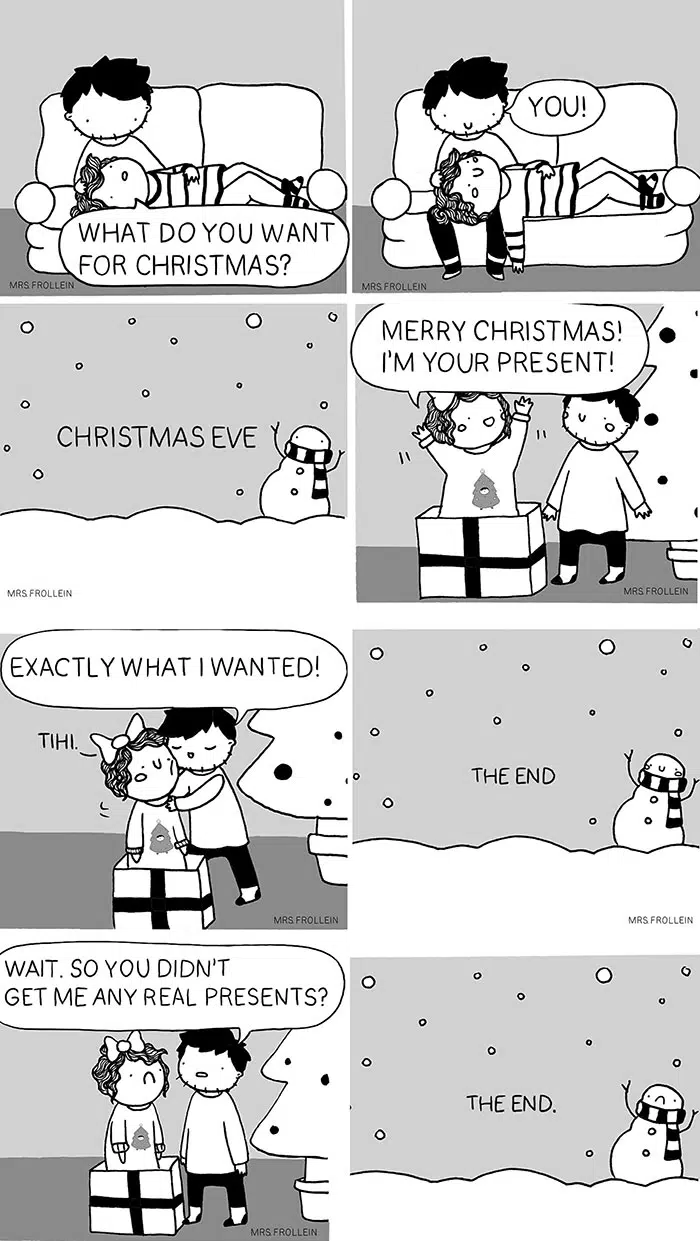 WHAT DO YOU WANT
FOR CHRISTMAS?
MRS.FROLLEIN
YOU!
MRS.FROLLEIN
CHRISTMAS EVE
MRS.FROLLEIN
MERRY CHRISTMAS!
I'M YOUR PRESENT!
MRS.FROLLEIN
EXACTLY WHAT I WANTED!
TIHI.
MRS.FROLLEIN
THE END
MRS.FROLLEIN
WAIT. SO YOU DIDN'T
GET ME ANY REAL PRESENTS?
MRS.FROLLEIN
THE END.